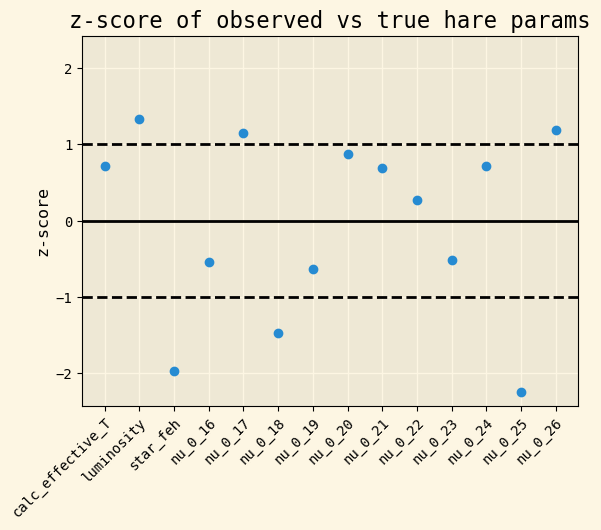 z-score of observed vs true hare params
z-score
2
1
0
−1
−2
calc_effective_T
luminosity
star_feh
nu_0_16
nu_0_17
nu_0_18
nu_0_19
nu_0_20
nu_0_21
nu_0_22
nu_0_23
nu_0_24
nu_0_25
nu_0_26